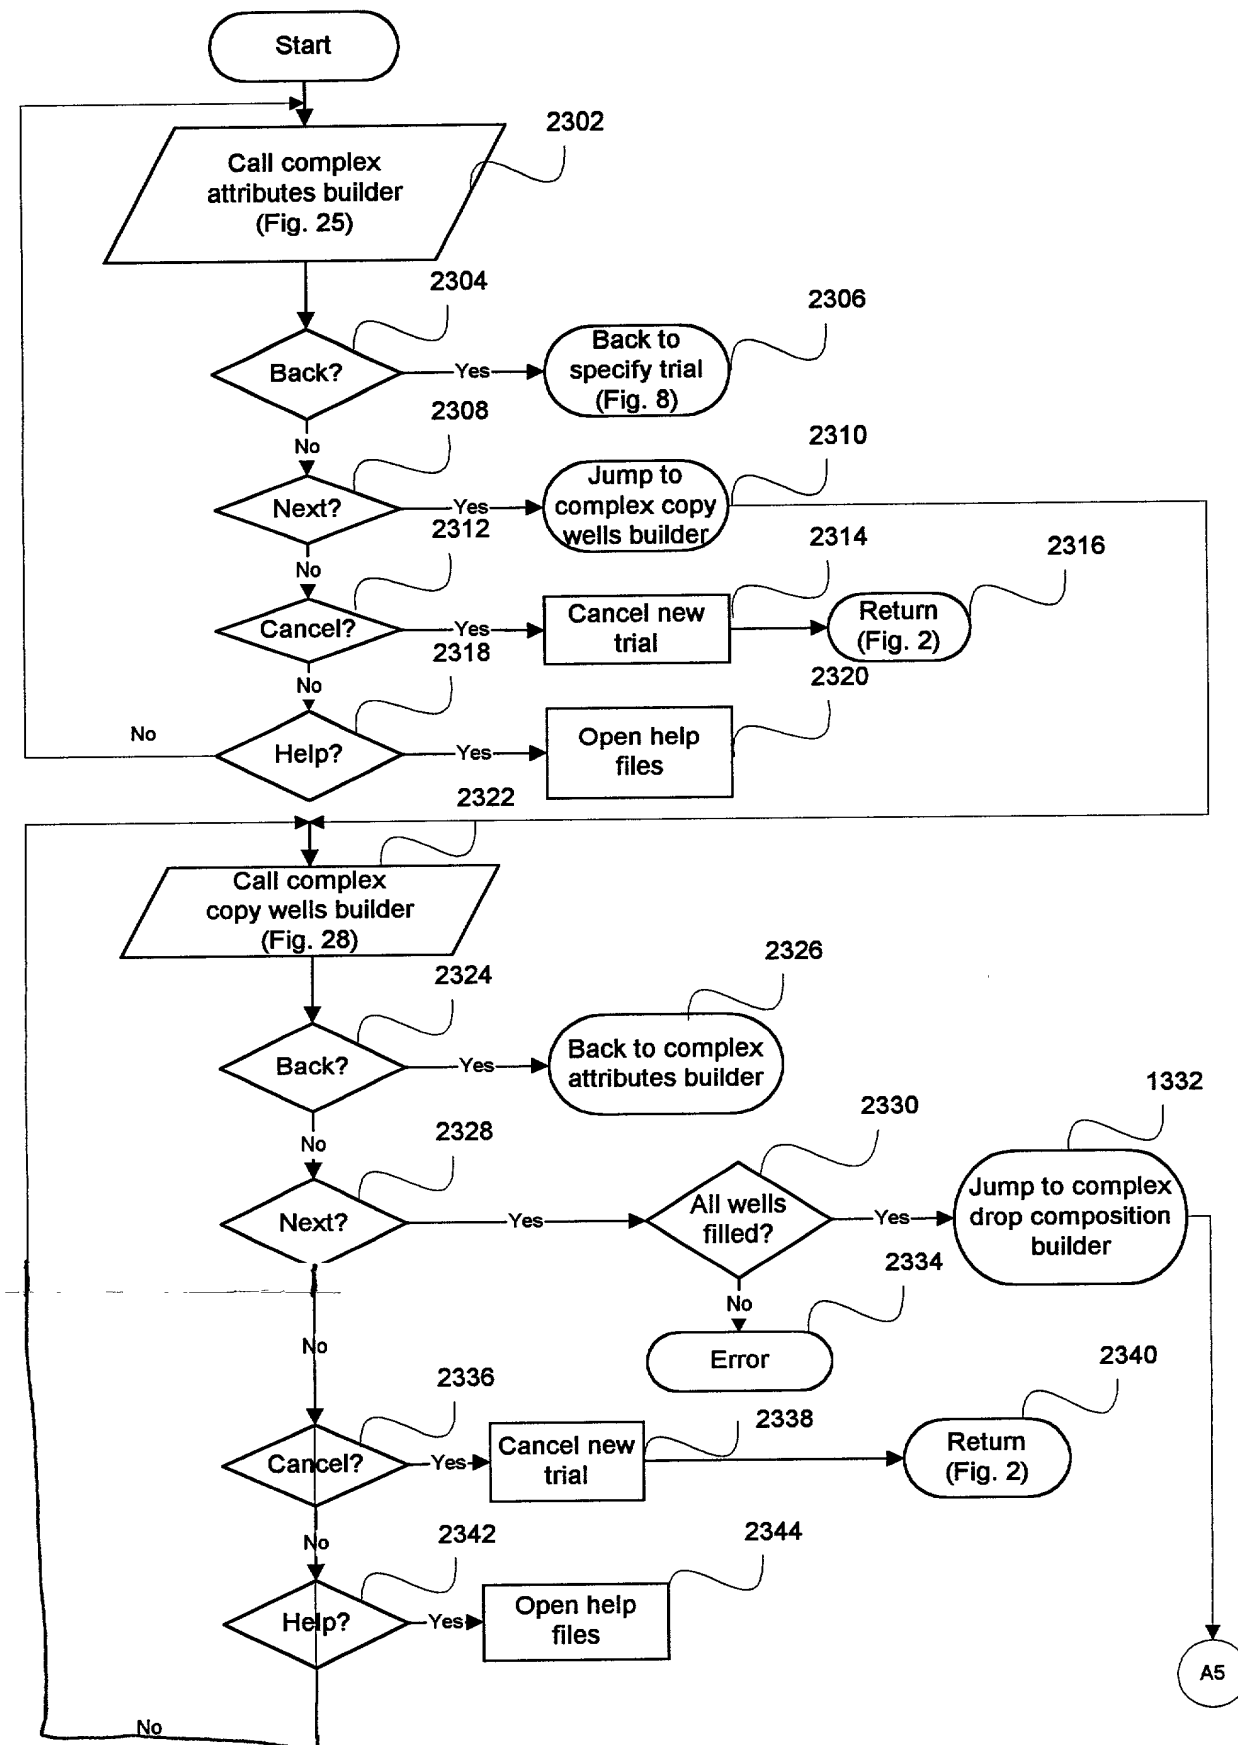 Start
2302
Call complex
attributes builder
(Fig. 25)
2304
2306
Back?
Yes
Back to
specify trial
(Fig. 8)
2308
No
2310
Next?
Yes
Jump to
complex copy
wells builder
2312
2314
2316
No
Cancel?
Yes
Cancel new
trial
Return
(Fig. 2)
2318
2320
No
No
Help?
Yes
Open help
files
2322
Call complex
copy wells builder
(Fig. 28)
2324
2326
Back?
Yes
Back to complex
attributes builder
2328
2330
1332
No
Next?
Yes
All wells
filled?
Yes
Jump to complex
drop composition
builder
2334
No
No
Error
2336
2338
2340
Cancel?
Yes
Cancel new
trial
Return
(Fig. 2)
2342
2344
No
Help?
Yes
Open help
files
A5
No